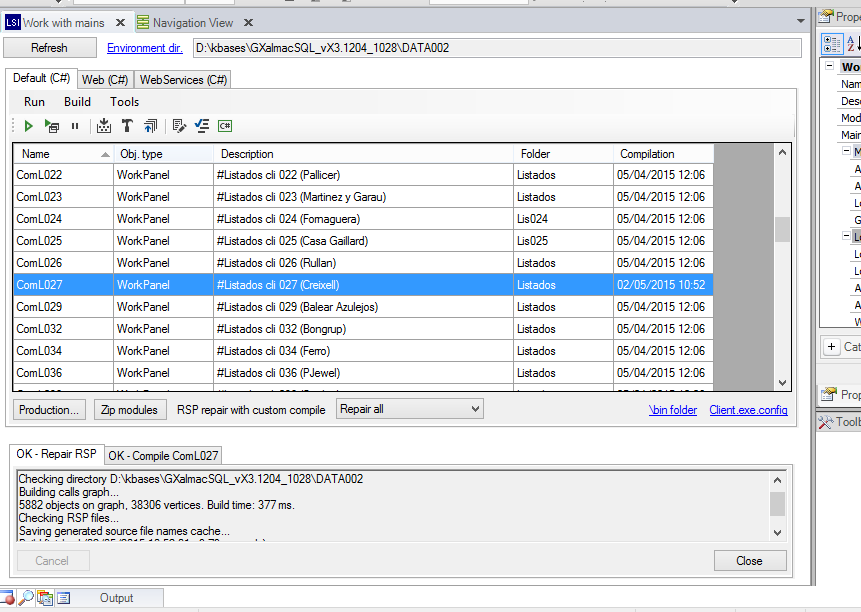 LSI Work with mains
Navigation View
Prope
Refresh
Environment dir.
D:\kbases\GXalmacSQL_vX3.1204_1028\DATA002
Default (C#)
Web (C#)
WebServices (C#)
Run Build Tools
C#
Name Obj. type Description Folder Compilation
ComL022 WorkPanel #Listados cli 022 (Pallicer) Listados 05/04/2015 12:06
ComL023 WorkPanel #Listados cli 023 (Martinez y Garau) Listados 05/04/2015 12:06
ComL024 WorkPanel #Listados cli 024 (Fornaguera) Lis024 05/04/2015 12:06
ComL025 WorkPanel #Listados cli 025 (Casa Gaillard) Lis025 05/04/2015 12:06
ComL026 WorkPanel #Listados cli 026 (Rullan) Listados 05/04/2015 12:06
ComL027 WorkPanel #Listados cli 027 (Creixell) Listados 02/05/2015 10:52
ComL029 WorkPanel #Listados cli 029 (Balear Azulejos) Listados 05/04/2015 12:06
ComL032 WorkPanel #Listados cli 032 (Bongrup) Listados 05/04/2015 12:06
ComL034 WorkPanel #Listados cli 034 (Ferro) Listados 05/04/2015 12:06
ComL036 WorkPanel #Listados cli 036 (PJewel) Listados 05/04/2015 12:06
Production...
Zip modules
RSP repair with custom compile
Repair all
\bin folder
Client.exe.config
OK - Repair RSP
OK - Compile ComL027
Checking directory D:\kbases\GXalmacSQL_vX3.1204_1028\DATA002
Building calls graph...
5882 objects on graph, 38306 vertices. Build time: 377 ms.
Checking RSP files...
Saving generated source file names cache...
Cancel
Close
Output
Wo
Nam
Desc
Mod
Main
M
A
A
Lo
G
Lo
Lo
Lo
A
A
W
+ Cat
Prop
Toolb